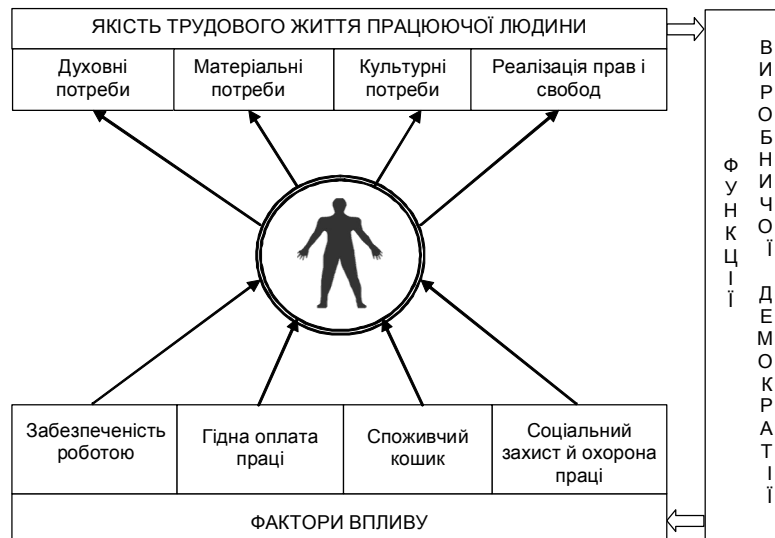 ЯКІСТЬ ТРУДОВОГО ЖИТТЯ ПРАЦЮЮЧОЇ ЛЮДИНИ
Духовні
потреби
Матеріальні
потреби
Культурні
потреби
Реалізація прав і
свобод
Забезпеченість
роботою
Гідна оплата
праці
Споживчий
кошик
Соціальний
захист й охорона
праці
ФАКТОРИ ВПЛИВУ
ФУНКЦІЇ
ВИРОБНИЧОЇ ДЕМОКРАТІЇ